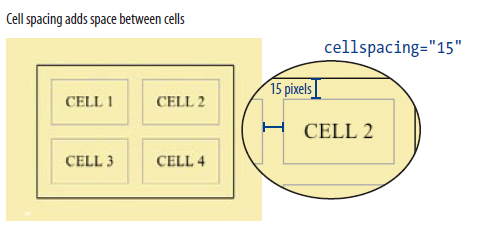 Cell spacing adds space between cells
cellspacing="15"
15 pixels
CELL 1 CELL 2
CELL 2
CELL 3 CELL 4